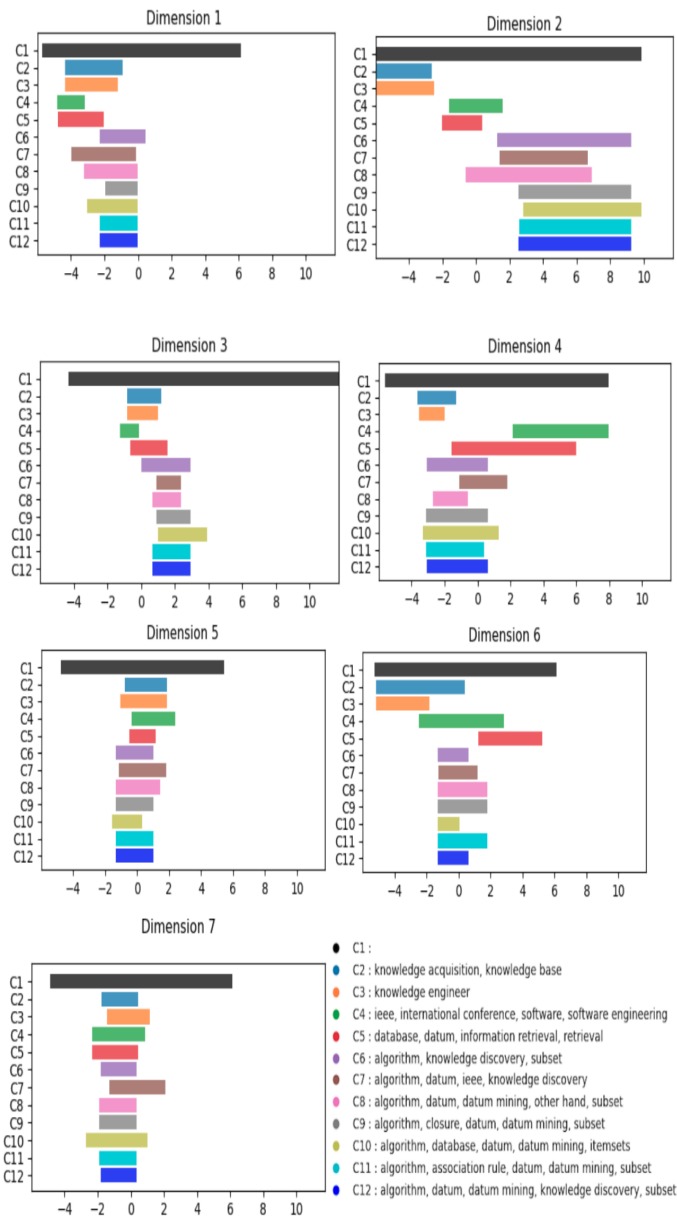 Dimension 1
C1
C2
C3
C4
C5
C6
C7
C8
C9
C10
C11
C12
−4 −2 0 2 4 6 8 10
Dimension 2
C1
C2
C3
C4
C5
C6
C7
C8
C9
C10
C11
C12
−4 −2 0 2 4 6 8 10
Dimension 3
C1
C2
C3
C4
C5
C6
C7
C8
C9
C10
C11
C12
−4 −2 0 2 4 6 8 10
Dimension 4
C1
C2
C3
C4
C5
C6
C7
C8
C9
C10
C11
C12
−4 −2 0 2 4 6 8 10
Dimension 5
C1
C2
C3
C4
C5
C6
C7
C8
C9
C10
C11
C12
−4 −2 0 2 4 6 8 10
Dimension 6
C1
C2
C3
C4
C5
C6
C7
C8
C9
C10
C11
C12
−4 −2 0 2 4 6 8 10
Dimension 7
C1
C2
C3
C4
C5
C6
C7
C8
C9
C10
C11
C12
−4 −2 0 2 4 6 8 10
C1 :
C2 : knowledge acquisition, knowledge base
C3 : knowledge engineer
C4 : ieee, international conference, software, software engineering
C5 : database, datum, information retrieval, retrieval
C6 : algorithm, knowledge discovery, subset
C7 : algorithm, datum, ieee, knowledge discovery
C8 : algorithm, datum, datum mining, other hand, subset
C9 : algorithm, closure, datum, datum mining, subset
C10 : algorithm, database, datum, datum mining, itemsets
C11 : algorithm, association rule, datum, datum mining, subset
C12 : algorithm, datum, datum mining, knowledge discovery, subset